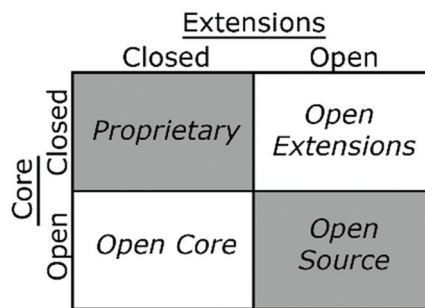 Extensions
Closed Open
Core
Closed
Proprietary
Open
Extensions
Open
Open Core
Open
Source